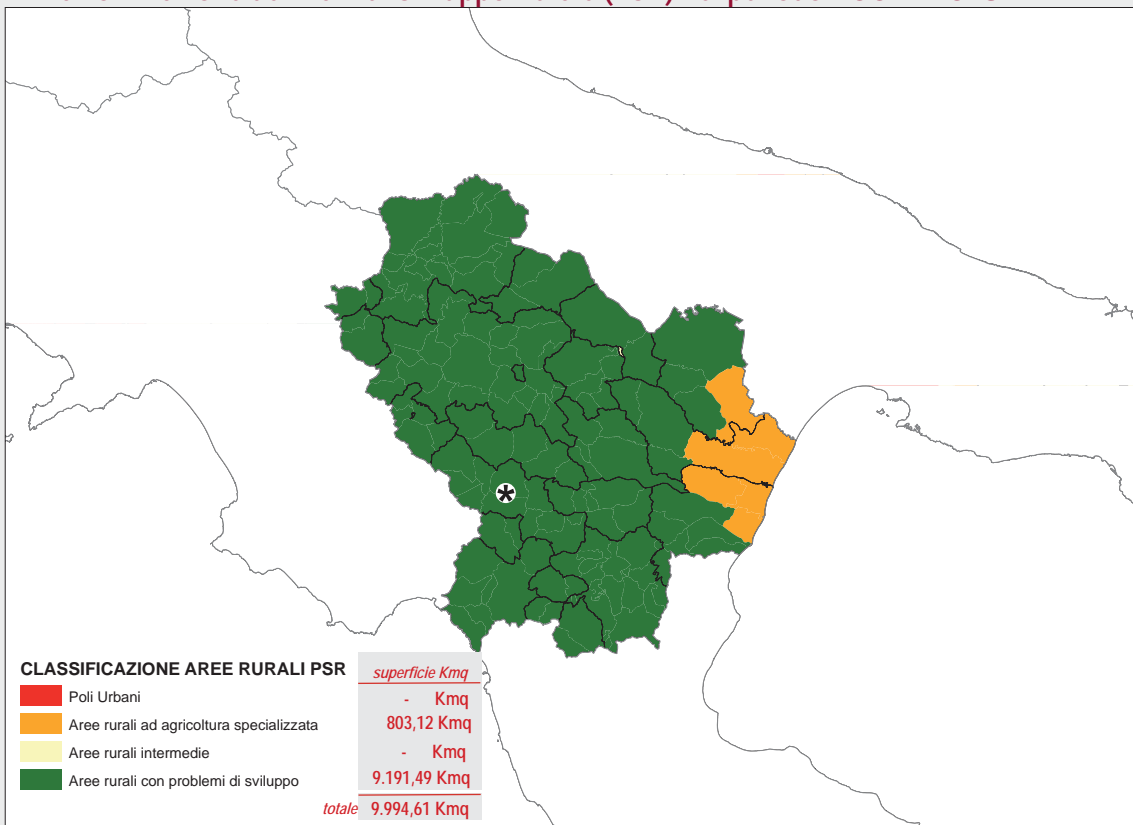 CLASSIFICAZIONE AREE RURALI PSR superficie Kmq
Poli Urbani - Kmq
Aree rurali ad agricoltura specializzata 803,12 Kmq
Aree rurali intermedie - Kmq
Aree rurali con problemi di sviluppo 9.191,49 Kmq
totale 9.994,61 Kmq